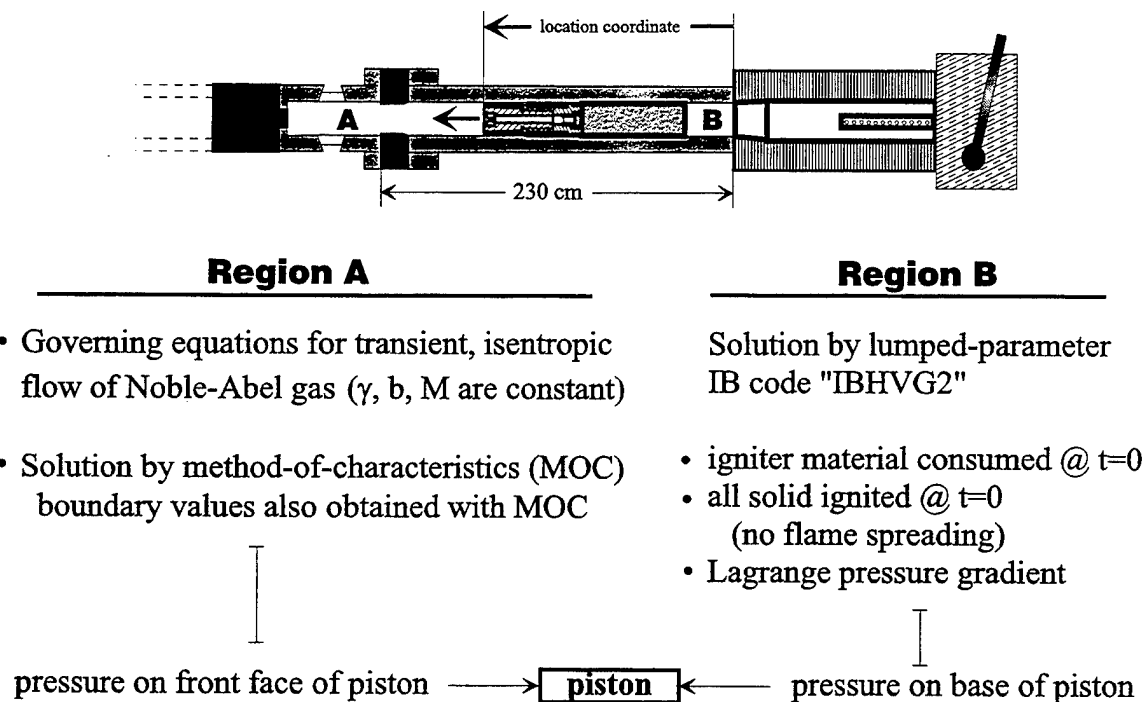 location coordinate
A
B
230 cm
Region A
• Governing equations for transient, isentropic
flow of Noble-Abel gas (γ, b, M are constant)
• Solution by method-of-characteristics (MOC)
boundary values also obtained with MOC
Region B
Solution by lumped-parameter
IB code "IBHVG2"
• igniter material consumed @ t=0
• all solid ignited @ t=0
(no flame spreading)
• Lagrange pressure gradient
pressure on front face of piston
piston
pressure on base of piston